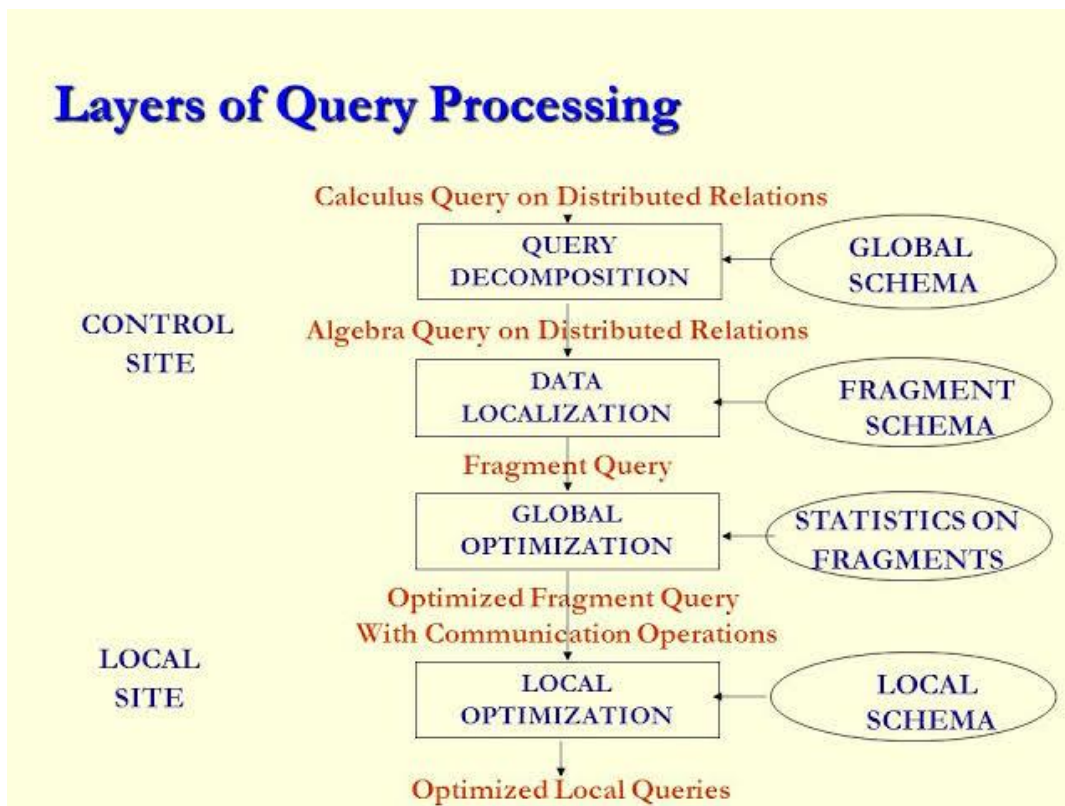 Layers of Query Processing
Calculus Query on Distributed Relations
QUERY
DECOMPOSITION
GLOBAL
SCHEMA
CONTROL
SITE
Algebra Query on Distributed Relations
DATA
LOCALIZATION
FRAGMENT
SCHEMA
Fragment Query
GLOBAL
OPTIMIZATION
STATISTICS ON
FRAGMENTS
Optimized Fragment Query
With Communication Operations
LOCAL
SITE
LOCAL
OPTIMIZATION
LOCAL
SCHEMA
Optimized Local Queries